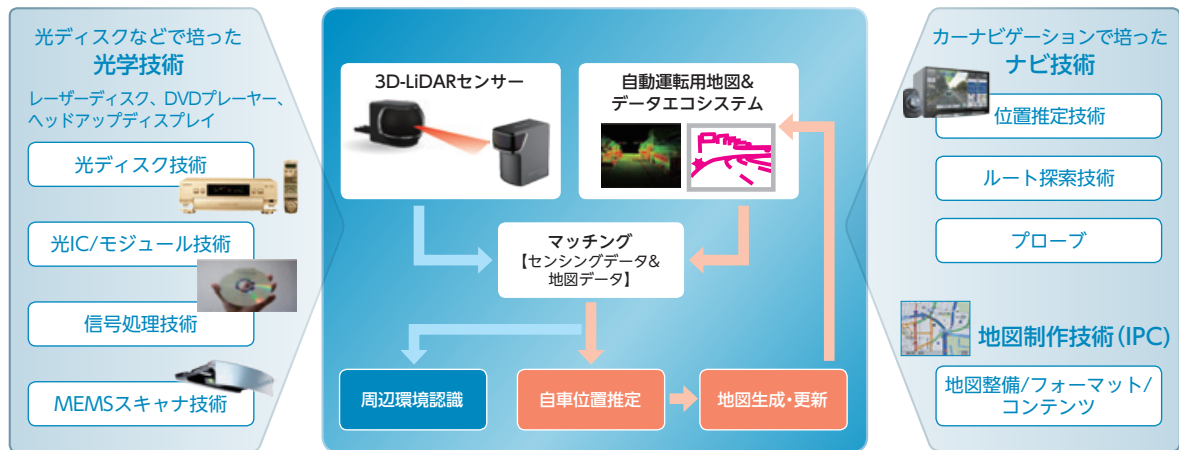 光ディスクなどで培った
光学技術
レーザーディスク、DVDプレーヤー、
ヘッドアップディスプレイ
光ディスク技術
光IC/モジュール技術
信号処理技術
MEMSスキャナ技術
3D-LiDARセンサー
自動運転用地図&
データエコシステム
マッチング
【センシングデータ&
地図データ】
周辺環境認識
自車位置推定
地図生成・更新
カーナビゲーションで培った
ナビ技術
位置推定技術
ルート探索技術
プローブ
地図制作技術(IPC)
地図整備/フォーマット/
コンテンツ